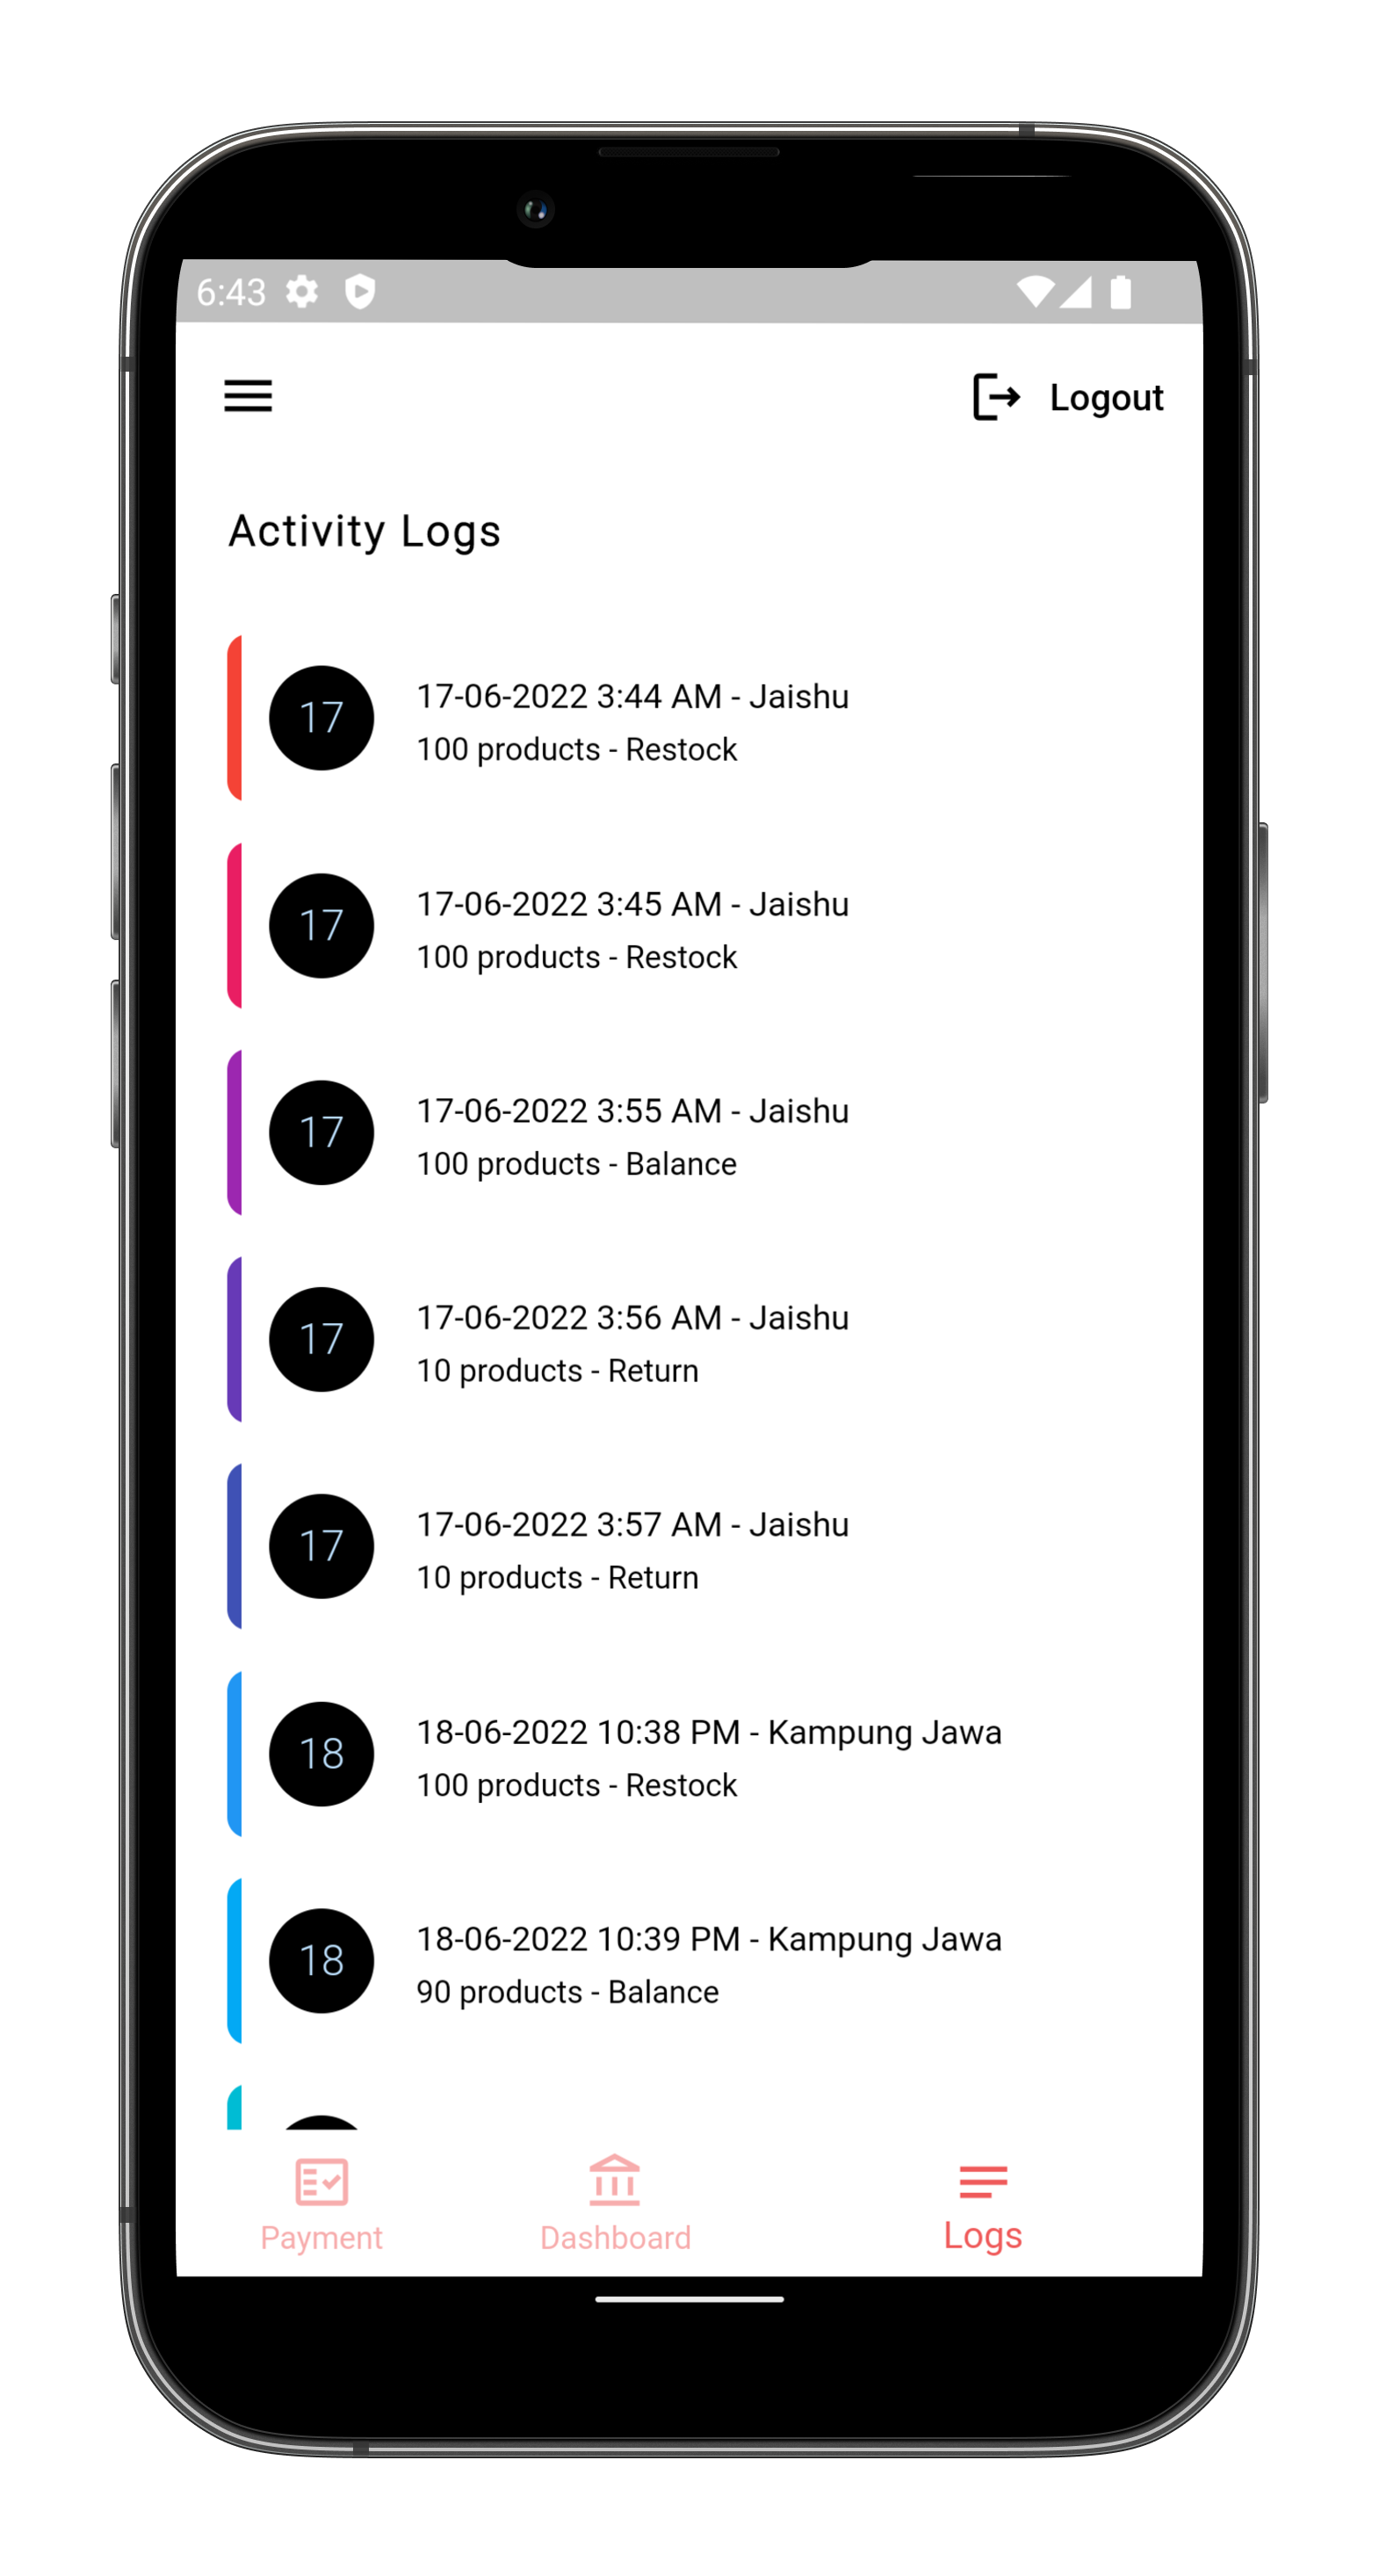 6:43
Logout
Activity Logs
17
17-06-2022 3:44 AM - Jaishu
100 products - Restock
17
17-06-2022 3:45 AM - Jaishu
100 products - Restock
17
17-06-2022 3:55 AM - Jaishu
100 products - Balance
17
17-06-2022 3:56 AM - Jaishu
10 products - Return
17
17-06-2022 3:57 AM - Jaishu
10 products - Return
18
18-06-2022 10:38 PM - Kampung Jawa
100 products - Restock
18
18-06-2022 10:39 PM - Kampung Jawa
90 products - Balance
Payment
Dashboard
Logs